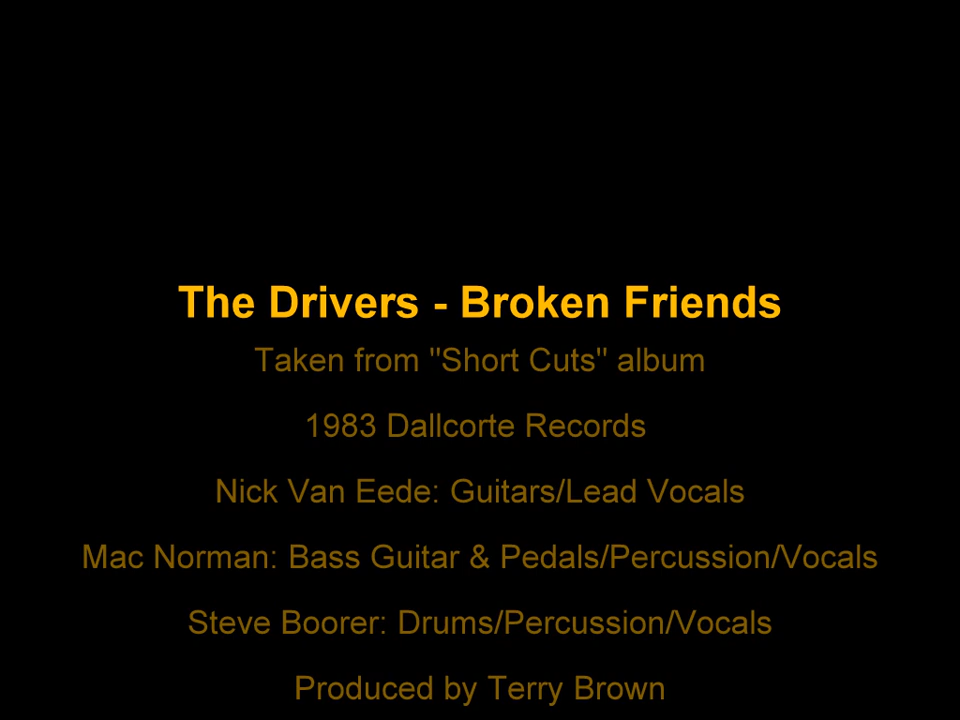 The Drivers - Broken Friends
Taken from "Short Cuts" album
1983 Dallcorte Records
Nick Van Eede: Guitars/Lead Vocals
Mac Norman: Bass Guitar & Pedals/Percussion/Vocals
Steve Boorer: Drums/Percussion/Vocals
Produced by Terry Brown